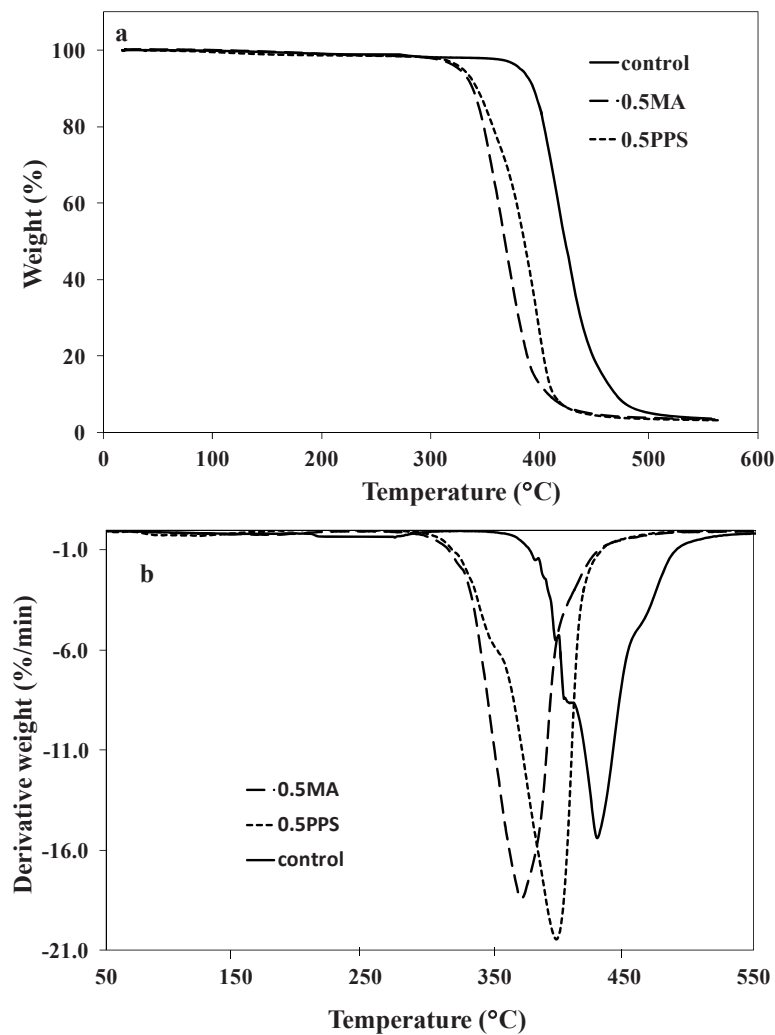 a
100
80
60
40
20
0
Weight (%)
control
0.5MA
0.5PPS
0 100 200 300 400 500 600
Temperature (°C)
b
-1.0
-6.0
-11.0
-16.0
-21.0
Derivative weight (%/min)
0.5MA
0.5PPS
control
50 150 250 350 450 550
Temperature (°C)